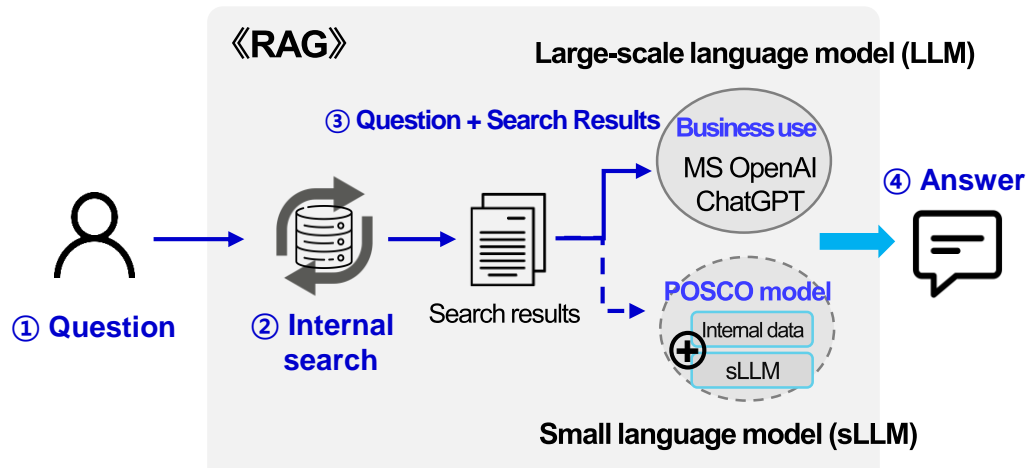 《RAG》
Large-scale language model (LLM)
③ Question + Search Results
Business use
MS OpenAI
ChatGPT
④ Answer
① Question
② Internal
search
Search results
POSCO model
Internal data
sLLM
Small language model (sLLM)